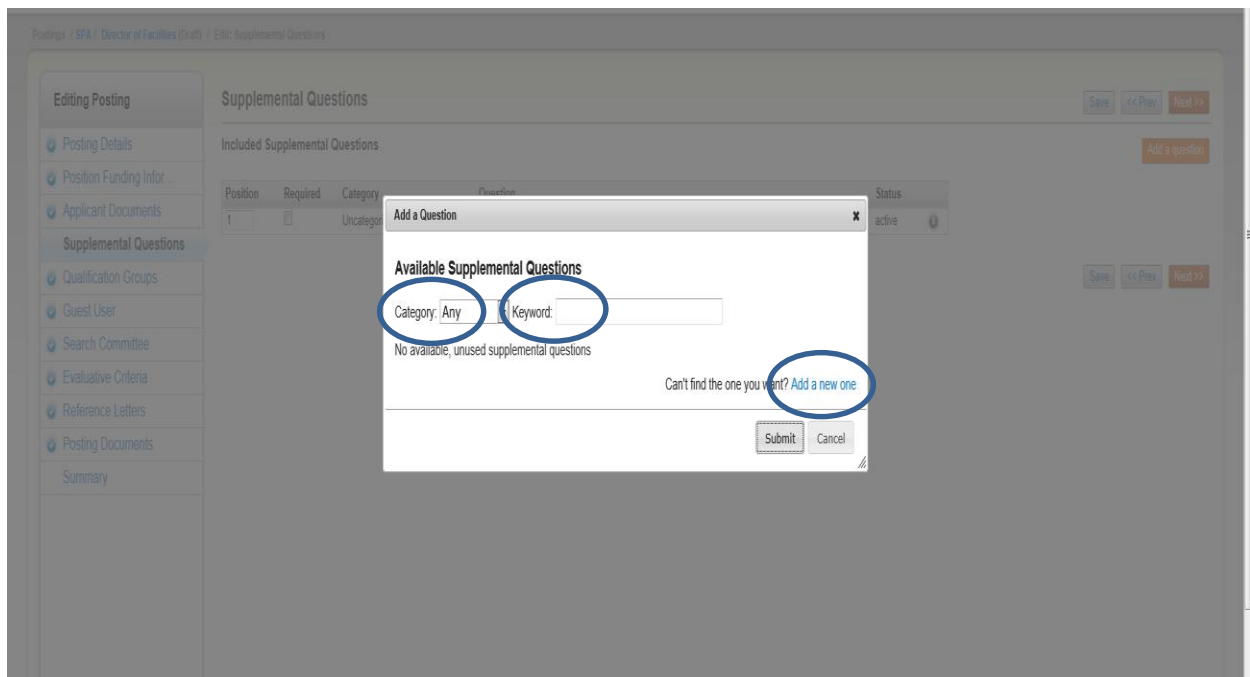 Postings / SPA / Director of Facilities (Draft) / Edit: Supplemental Questions
Editing Posting
Posting Details
Position Funding Infor...
Applicant Documents
Supplemental Questions
Qualification Groups
Guest User
Search Committee
Evaluative Criteria
Reference Letters
Posting Documents
Summary
Supplemental Questions
Save << Prev Next >>
Included Supplemental Questions
Add a question
Position Required Category Question Status
1 Uncategor active
Add a Question x
Available Supplemental Questions
Category: Any Keyword:
No available, unused supplemental questions
Can't find the one you want? Add a new one
Submit Cancel
Save << Prev Next >>